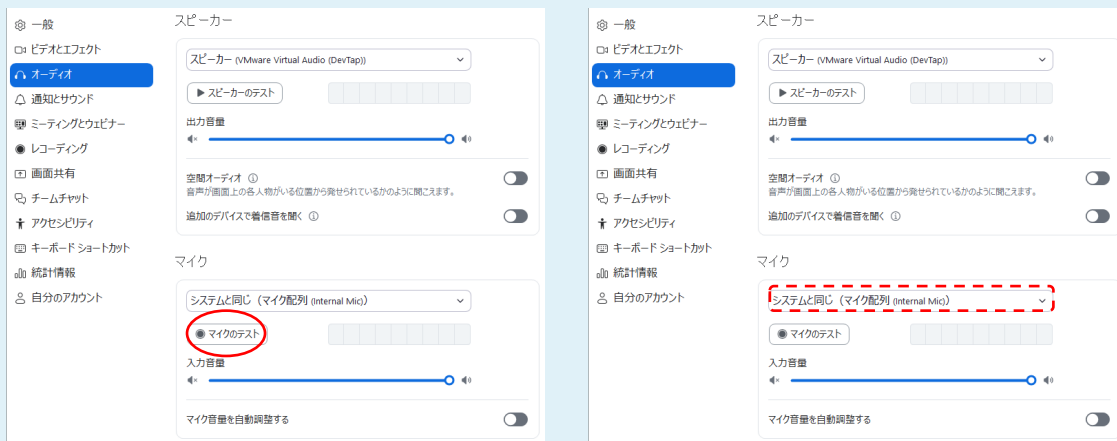 一般
ビデオとエフェクト
オーディオ
通知とサウンド
ミーティングとウェビナー
レコーディング
画面共有
チームチャット
アクセシビリティ
キーボード ショートカット
統計情報
自分のアカウント
スピーカー
スピーカー (VMware Virtual Audio (DevTap))
スピーカーのテスト
出力音量
空間オーディオ
音声が画面上の各人物がいる位置から発せられているかのように聞こえます。
追加のデバイスで着信音を聞く
マイク
システムと同じ（マイク配列 (Internal Mic)）
マイクのテスト
入力音量
マイク音量を自動調整する
一般
ビデオとエフェクト
オーディオ
通知とサウンド
ミーティングとウェビナー
レコーディング
画面共有
チームチャット
アクセシビリティ
キーボード ショートカット
統計情報
自分のアカウント
スピーカー
スピーカー (VMware Virtual Audio (DevTap))
スピーカーのテスト
出力音量
空間オーディオ
音声が画面上の各人物がいる位置から発せられているかのように聞こえます。
追加のデバイスで着信音を聞く
マイク
システムと同じ（マイク配列 (Internal Mic)）
マイクのテスト
入力音量
マイク音量を自動調整する